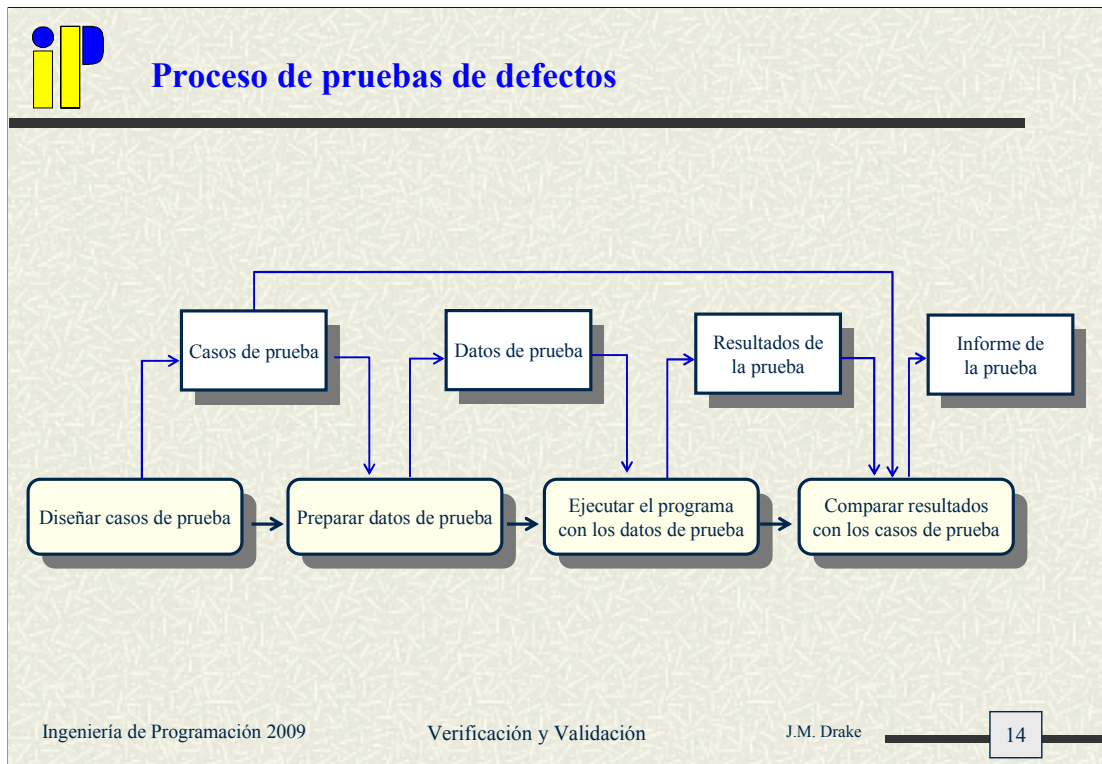 iP
Proceso de pruebas de defectos
Casos de prueba
Datos de prueba
Resultados de
la prueba
Informe de
la prueba
Diseñar casos de prueba
Preparar datos de prueba
Ejecutar el programa
con los datos de prueba
Comparar resultados
con los casos de prueba
Ingeniería de Programación 2009
Verificación y Validación
J.M. Drake
14